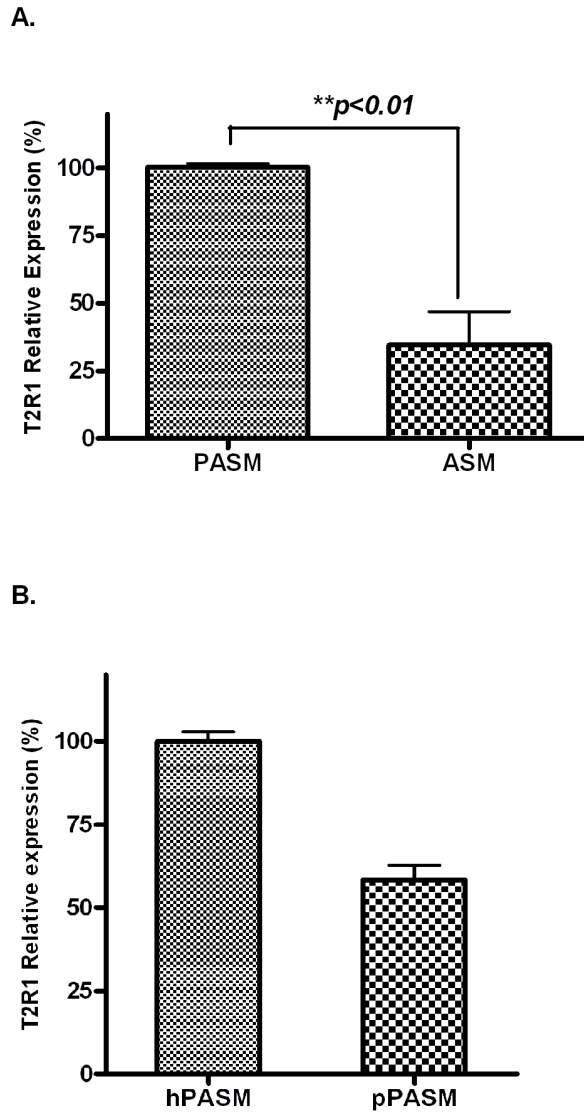 A.
**p<0.01
T2R1 Relative Expression (%)
100
75
50
25
0
PASM ASM
B.
T2R1 Relative expression (%)
100
75
50
25
0
hPASM pPASM